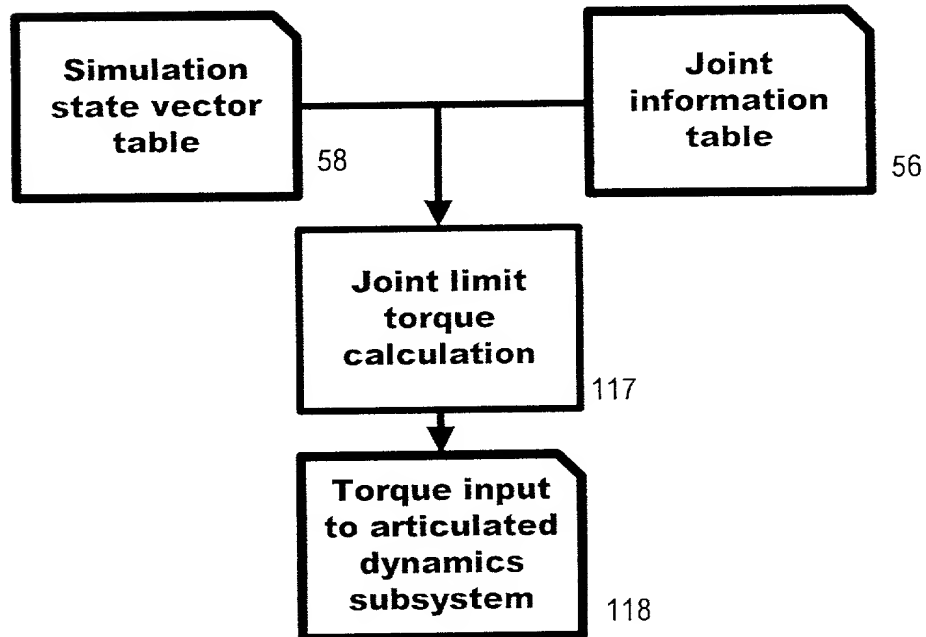 Simulation
state vector
table
58
Joint
information
table
56
Joint limit
torque
calculation
117
Torque input
to articulated
dynamics
subsystem
118